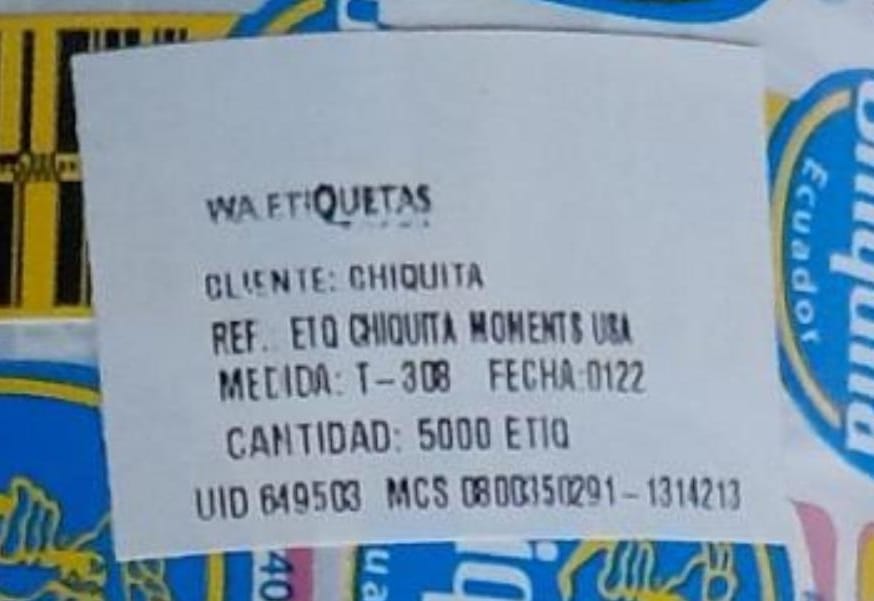 WA ETIQUETAS
CLIENTE: CHIQUITA
REF. ETQ CHIQUITA MOMENTS USA
MEDIDA: T-308 FECHA:0122
CANTIDAD: 5000 ETIQ
UID 649503 MCS 0800350291-1314213
Ecuador
40